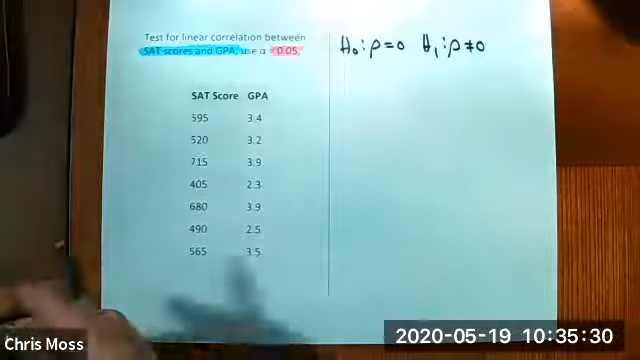 Test for linear correlation between
SAT scores and GPA, use α = 0.05.
H₀: ρ = 0 H₁: ρ ≠ 0
SAT Score GPA
595 3.4
520 3.2
715 3.9
405 2.3
680 3.9
490 2.5
565 3.5
Chris Moss
2020-05-19 10:35:30